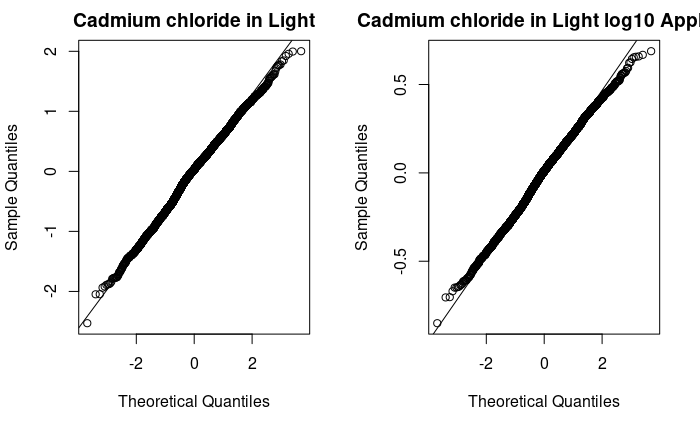 Cadmium chloride in Light
Sample Quantiles
2
1
0
-1
-2
-2 0 2
Theoretical Quantiles
Cadmium chloride in Light log10 Appl
Sample Quantiles
0.5
0.0
-0.5
-2 0 2
Theoretical Quantiles